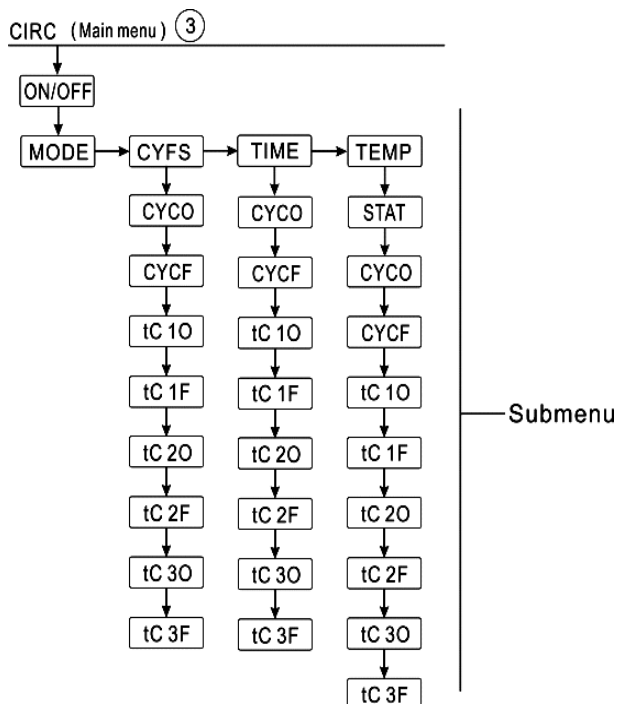 CIRC (Main menu) 3
ON/OFF
MODE CYFS TIME TEMP
CYCO CYCO STAT
CYCF CYCF CYCO
tC 1O tC 1O CYCF
tC 1F tC 1F tC 1O
tC 2O tC 2O tC 1F
Submenu
tC 2F tC 2F tC 2O
tC 3O tC 3O tC 2F
tC 3F tC 3F tC 3O
tC 3F